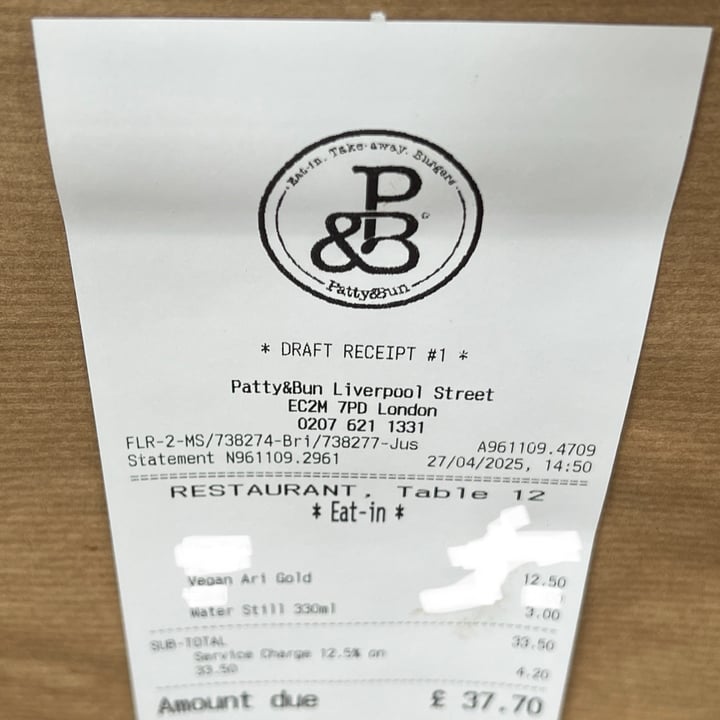 Eat-in. Take-away. Burgers.
P
&B
Patty&Bun
* DRAFT RECEIPT #1 *
Patty&Bun Liverpool Street
EC2M 7PD London
0207 621 1331
FLR-2-MS/738274-Bri/738277-Jus A961109.4709
Statement N961109.2961 27/04/2025, 14:50
RESTAURANT, Table 12
* Eat-in *
Vegan Ari Gold 12.50
Water Still 330ml 3.00
SUB-TOTAL 33.50
Service Charge 12.5% on
33.50 4.20
Amount due £ 37.70